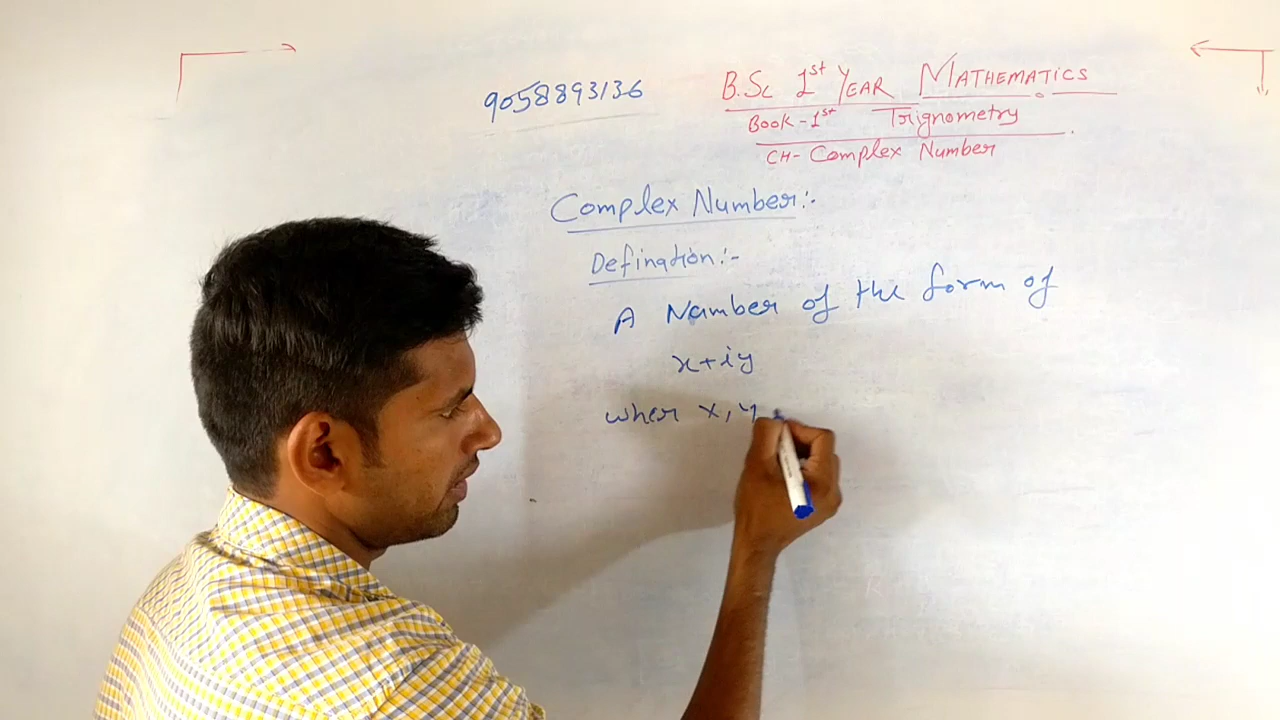 9058893136
B.Sc 1st YEAR MATHEMATICS
Book-1st Trignometry
CH- Complex Number
Complex Number:-
Defination:-
A Number of the form of
x+iy
wher x, y